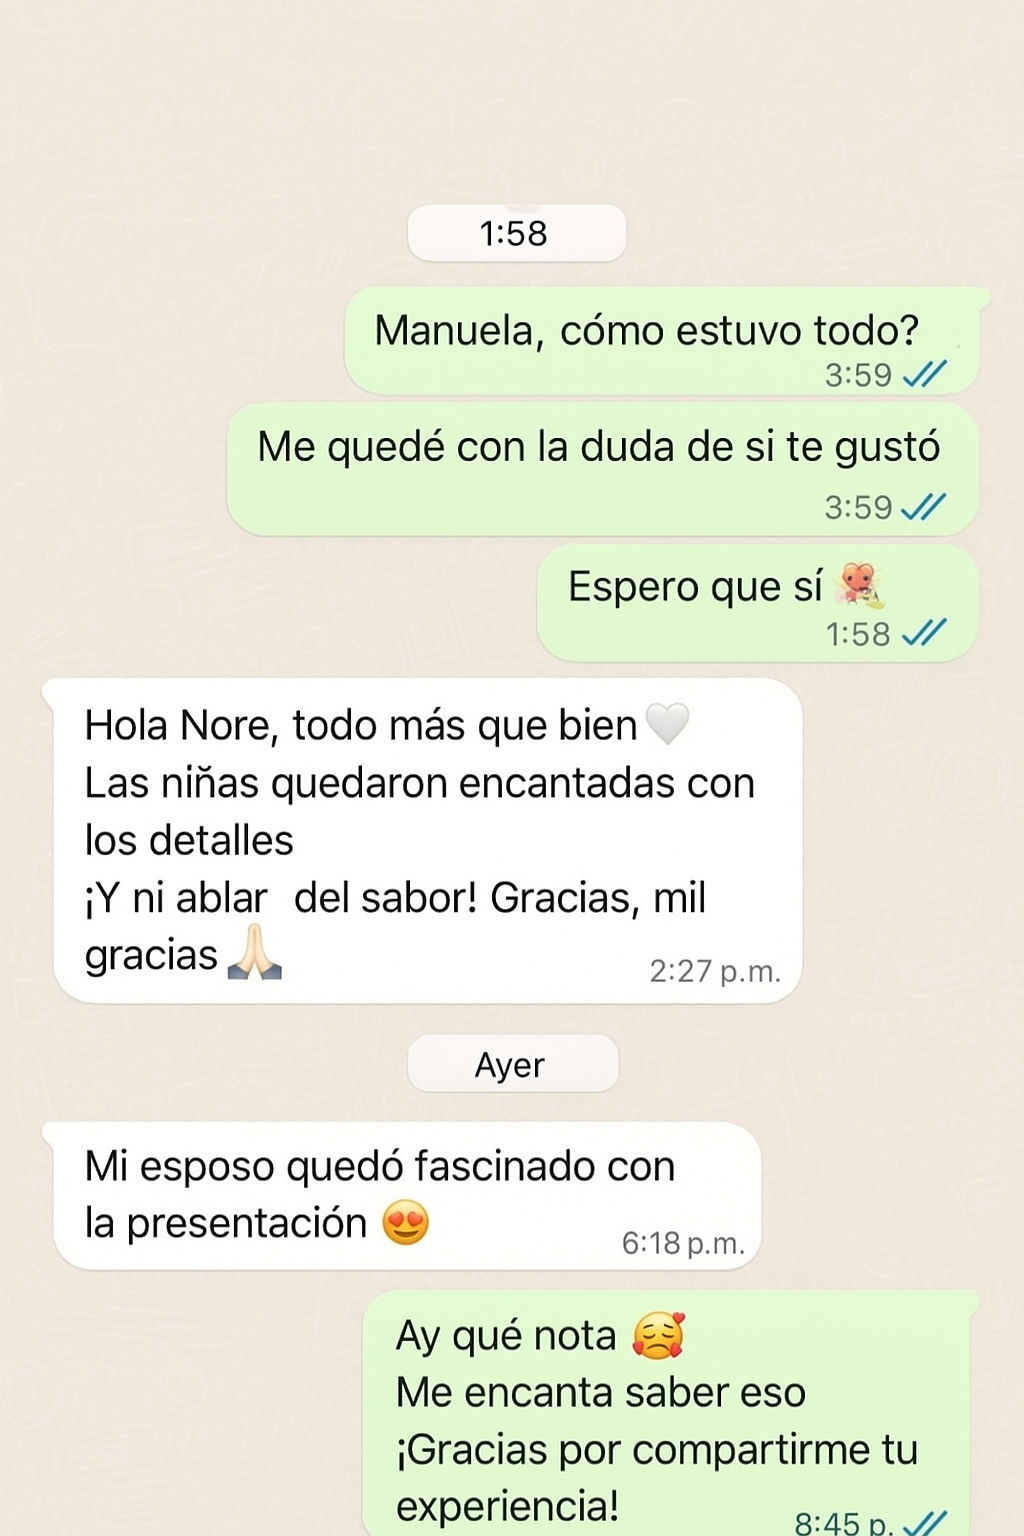 1:58
Manuela, cómo estuvo todo?
3:59
Me quedé con la duda de si te gustó
3:59
Espero que sí
1:58
Hola Nore, todo más que bien🤍
Las niñas quedaron encantadas con
los detalles
¡Y ni ablar del sabor! Gracias, mil
gracias🙏🏻
2:27 p.m.
Ayer
Mi esposo quedó fascinado con
la presentación 😍
6:18 p.m.
Ay qué nota 🥰
Me encanta saber eso
¡Gracias por compartirme tu
experiencia!
8:45 p.